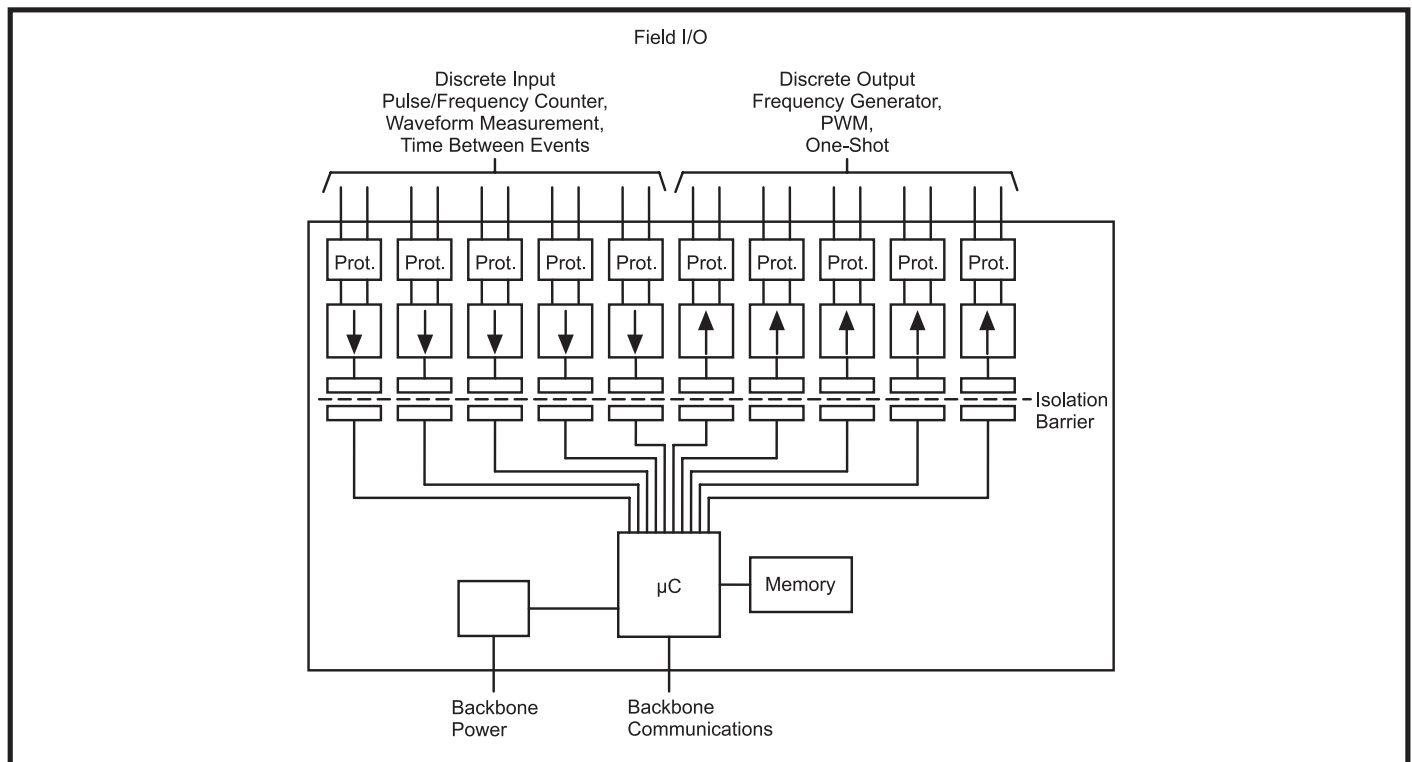 Field I/O
Discrete Input
Pulse/Frequency Counter,
Waveform Measurement,
Time Between Events
Discrete Output
Frequency Generator,
PWM,
One-Shot
Prot. Prot. Prot. Prot. Prot. Prot. Prot. Prot. Prot. Prot.
Isolation
Barrier
µC
Memory
Backbone
Power
Backbone
Communications